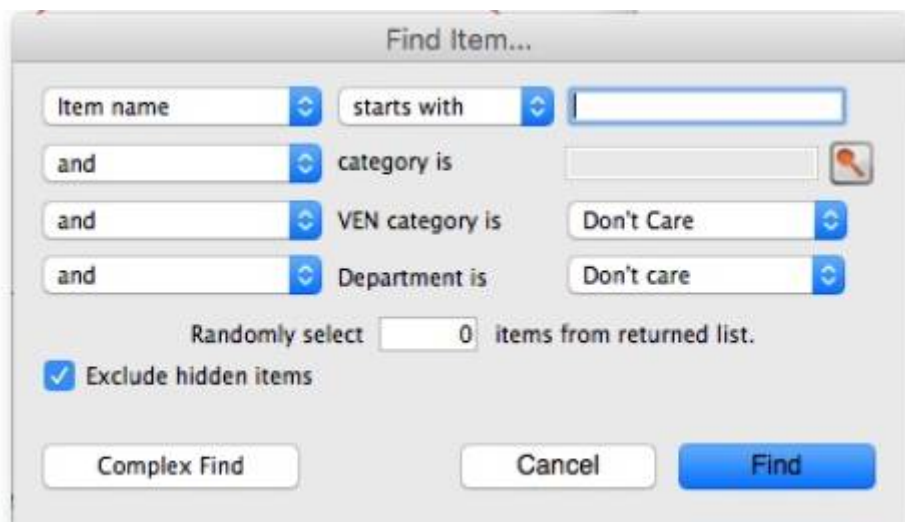 Find Item...
Item name starts with
and category is
and VEN category is Don't Care
and Department is Don't care
Randomly select 0 items from returned list.
Exclude hidden items
Complex Find Cancel Find